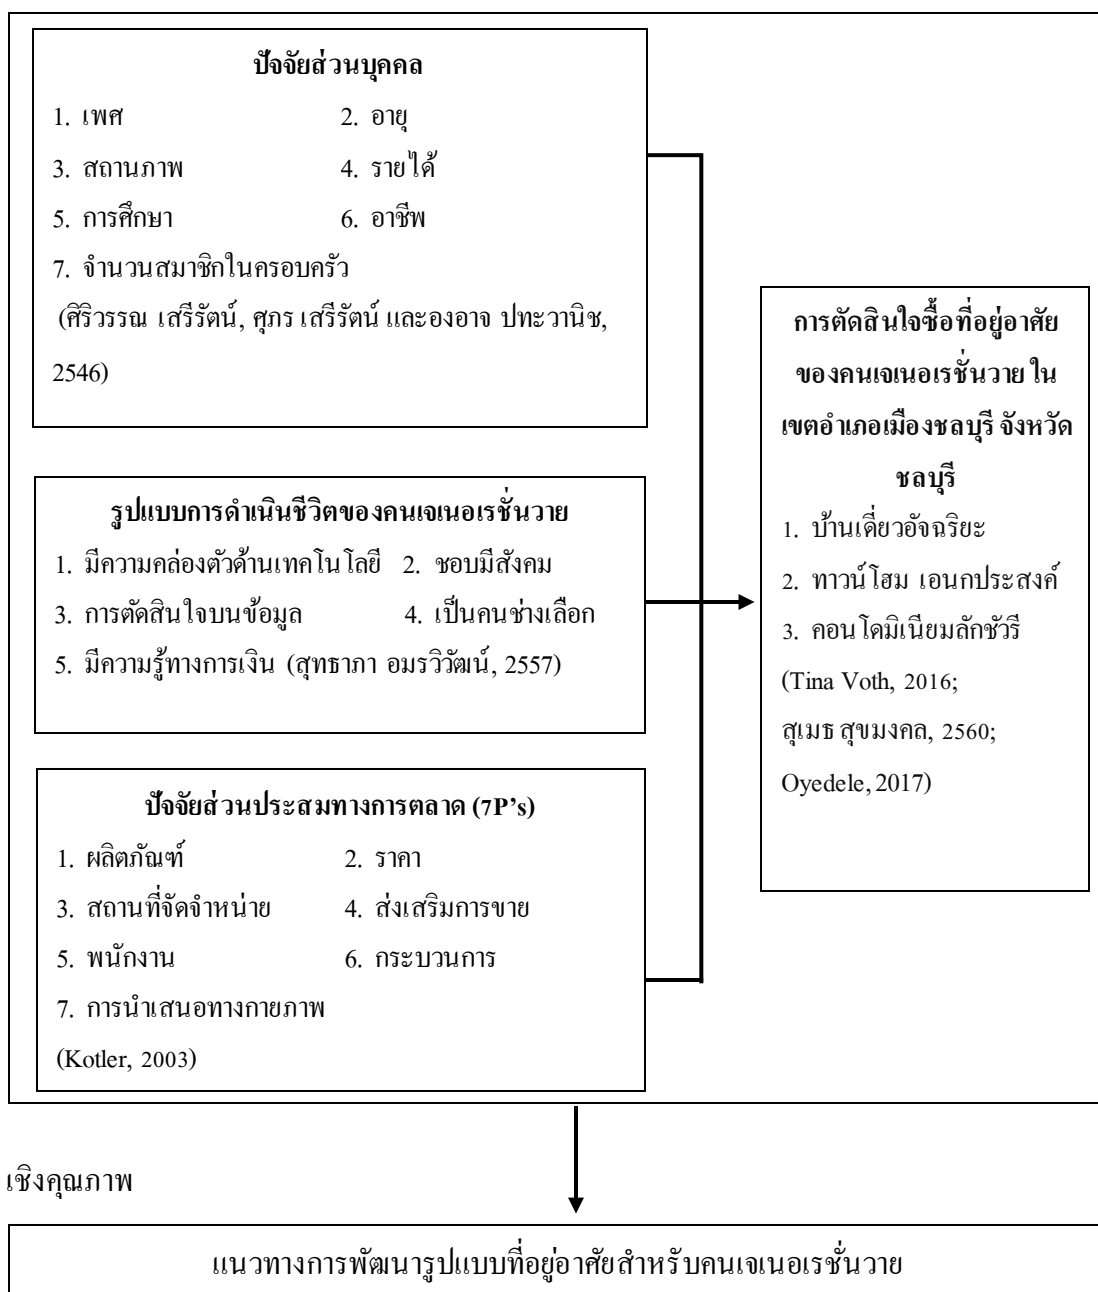 ปัจจัยส่วนบุคคล
1. เพศ 2. อายุ
3. สถานภาพ 4. รายได้
5. การศึกษา 6. อาชีพ
7. จำนวนสมาชิกในครอบครัว
(ศิริวรรณ เสรีรัตน์, ศุภร เสรีรัตน์ และองอาจ ปทะวานิช,
2546)
รูปแบบการดำเนินชีวิตของคนเจเนอเรชั่นวาย
1. มีความคล่องตัวด้านเทคโนโลยี 2. ชอบมีสังคม
3. การตัดสินใจบนข้อมูล 4. เป็นคนช่างเลือก
5. มีความรู้ทางการเงิน (สุทธาภา อมรวิวัฒน์, 2557)
ปัจจัยส่วนประสมทางการตลาด (7P’s)
1. ผลิตภัณฑ์ 2. ราคา
3. สถานที่จัดจำหน่าย 4. ส่งเสริมการขาย
5. พนักงาน 6. กระบวนการ
7. การนำเสนอทางกายภาพ
(Kotler, 2003)
การตัดสินใจซื้อที่อยู่อาศัย
ของคนเจเนอเรชั่นวาย ใน
เขตอำเภอเมืองชลบุรี จังหวัด
ชลบุรี
1. บ้านเดี่ยวอัจฉริยะ
2. ทาวน์โฮม เอนกประสงค์
3. คอนโดมิเนียมลักชัวรี
(Tina Voth, 2016;
สุเมธ สุขมงคล, 2560;
Oyedele, 2017)
เชิงคุณภาพ
แนวทางการพัฒนารูปแบบที่อยู่อาศัยสำหรับคนเจเนอเรชั่นวาย